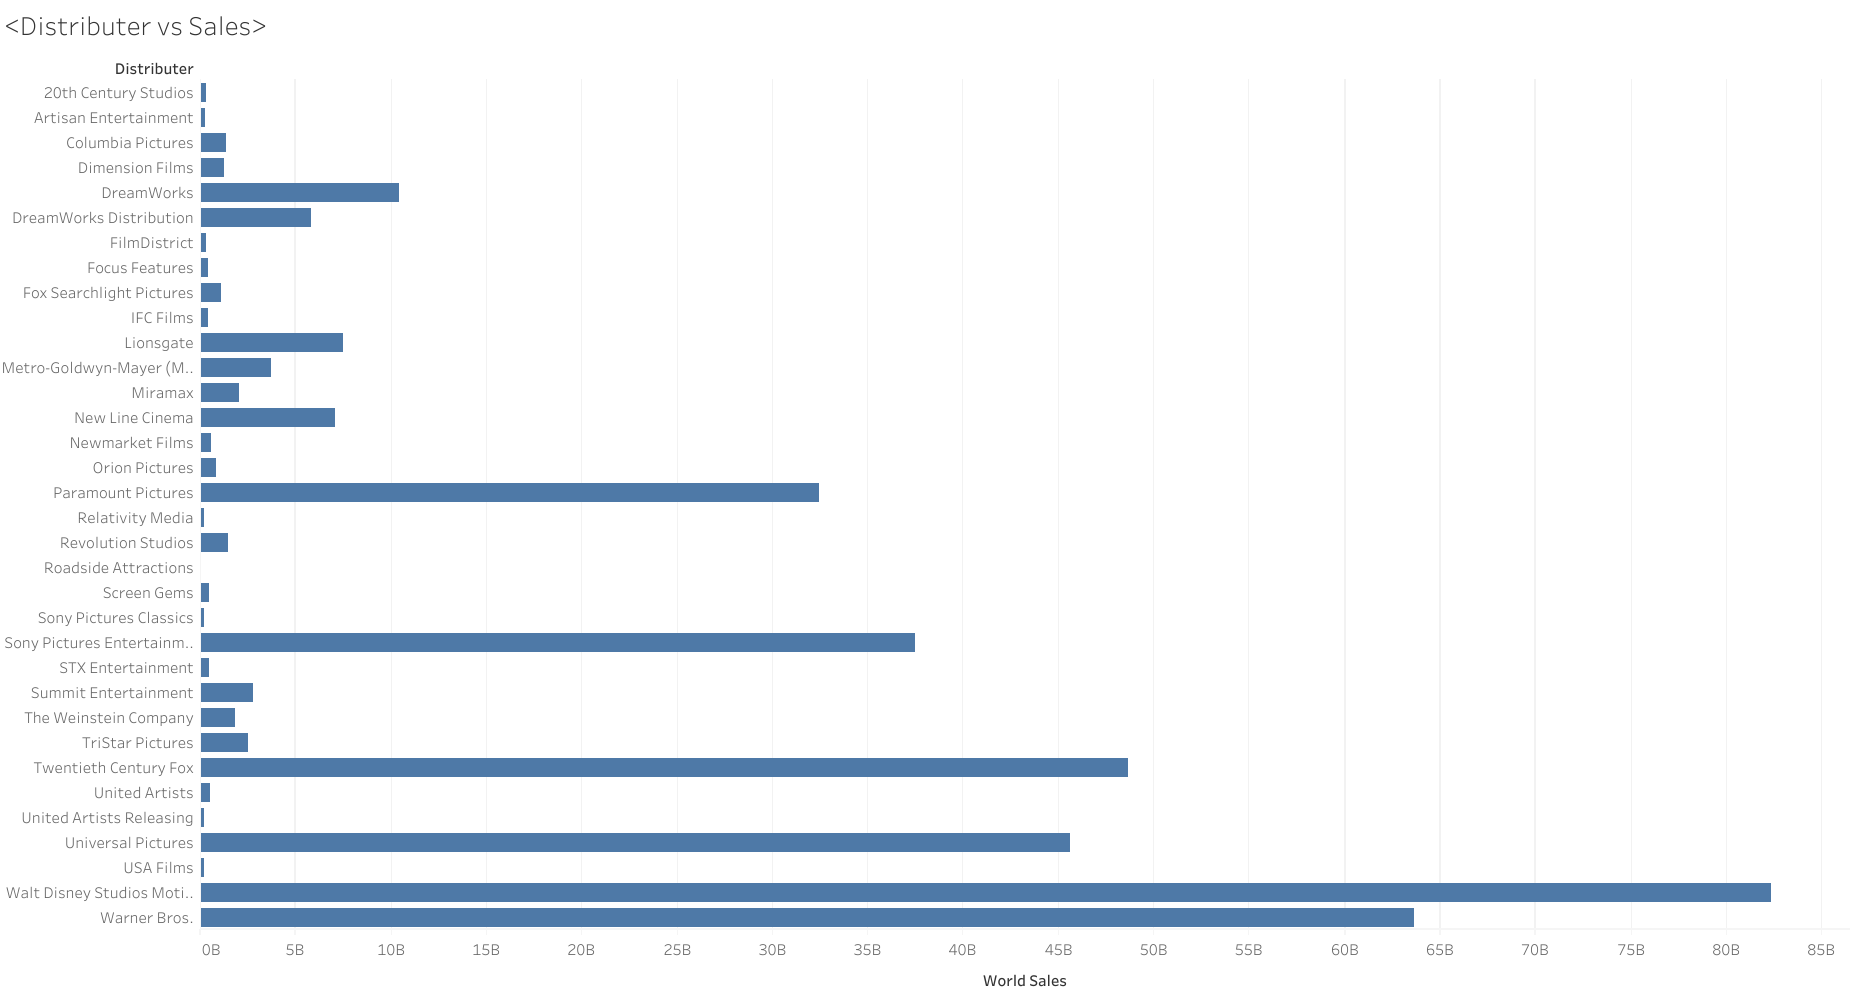 <Distributer vs Sales>
Distributer
20th Century Studios
Artisan Entertainment
Columbia Pictures
Dimension Films
DreamWorks
DreamWorks Distribution
FilmDistrict
Focus Features
Fox Searchlight Pictures
IFC Films
Lionsgate
Metro-Goldwyn-Mayer (M..
Miramax
New Line Cinema
Newmarket Films
Orion Pictures
Paramount Pictures
Relativity Media
Revolution Studios
Roadside Attractions
Screen Gems
Sony Pictures Classics
Sony Pictures Entertainm..
STX Entertainment
Summit Entertainment
The Weinstein Company
TriStar Pictures
Twentieth Century Fox
United Artists
United Artists Releasing
Universal Pictures
USA Films
Walt Disney Studios Moti..
Warner Bros.
0B 5B 10B 15B 20B 25B 30B 35B 40B 45B 50B 55B 60B 65B 70B 75B 80B 85B
World Sales